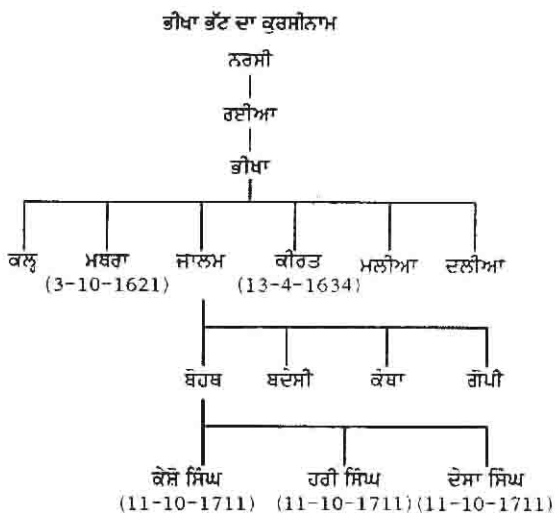 ਭੀਖਾ ਭੱਟ ਦਾ ਕੁਰਸੀਨਾਮ
ਨਰਸੀ
ਰਈਆ
ਭੀਖਾ
ਕਲ੍ਹ ਮਥਰਾ ਜਾਲਮ ਕੀਰਤ ਮਲੀਆ ਦਲੀਆ
(3-10-1621) (13-4-1634)
ਬੋਹਥ ਬਦੇਸੀ ਕੇਥਾ ਗੋਪੀ
ਕੇਸ਼ੋ ਸਿੰਘ ਹਰੀ ਸਿੰਘ ਦੇਸਾ ਸਿੰਘ
(11-10-1711) (11-10-1711) (11-10-1711)